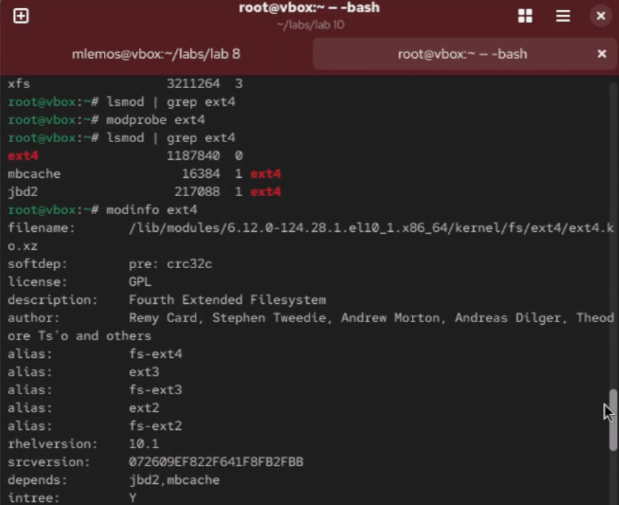 root@vbox:~ — -bash
~/labs/lab 10
mlemos@vbox:~/labs/lab 8
root@vbox:~ — -bash
xfs                 3211264  3
root@vbox:~# lsmod | grep ext4
root@vbox:~# modprobe ext4
root@vbox:~# lsmod | grep ext4
ext4               1187840  0
mbcache              16384  1 ext4
jbd2                217088  1 ext4
root@vbox:~# modinfo ext4
filename:       /lib/modules/6.12.0-124.28.1.el10_1.x86_64/kernel/fs/ext4/ext4.k
o.xz
softdep:        pre: crc32c
license:        GPL
description:    Fourth Extended Filesystem
author:         Remy Card, Stephen Tweedie, Andrew Morton, Andreas Dilger, Theod
ore Ts'o and others
alias:          fs-ext4
alias:          ext3
alias:          fs-ext3
alias:          ext2
alias:          fs-ext2
rhelversion:    10.1
srcversion:     072609EF822F641F8FB2FBB
depends:        jbd2,mbcache
intree:         Y